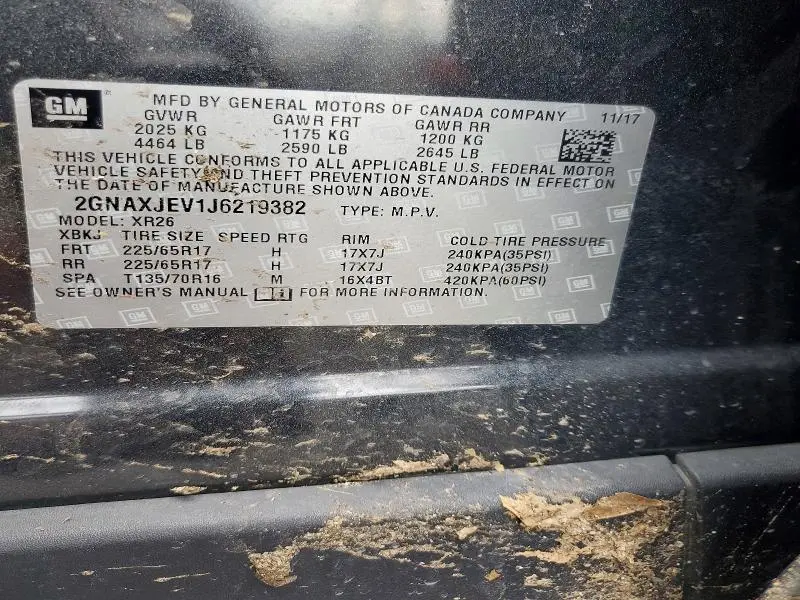 GM
MFD BY GENERAL MOTORS OF CANADA COMPANY 11/17
GVWR GAWR FRT GAWR RR
2025 KG 1175 KG 1200 KG
4464 LB 2590 LB 2645 LB
THIS VEHICLE CONFORMS TO ALL APPLICABLE U.S. FEDERAL MOTOR
VEHICLE SAFETY AND THEFT PREVENTION STANDARDS IN EFFECT ON
THE DATE OF MANUFACTURE SHOWN ABOVE.
2GNAXJEV1J6219382 TYPE: M.P.V.
MODEL: XR26
XBKJ TIRE SIZE SPEED RTG RIM COLD TIRE PRESSURE
FRT 225/65R17 H 17X7J 240KPA(35PSI)
RR 225/65R17 H 17X7J 240KPA(35PSI)
SPA T135/70R16 M 16X4BT 420KPA(60PSI)
SEE OWNER'S MANUAL FOR MORE INFORMATION.